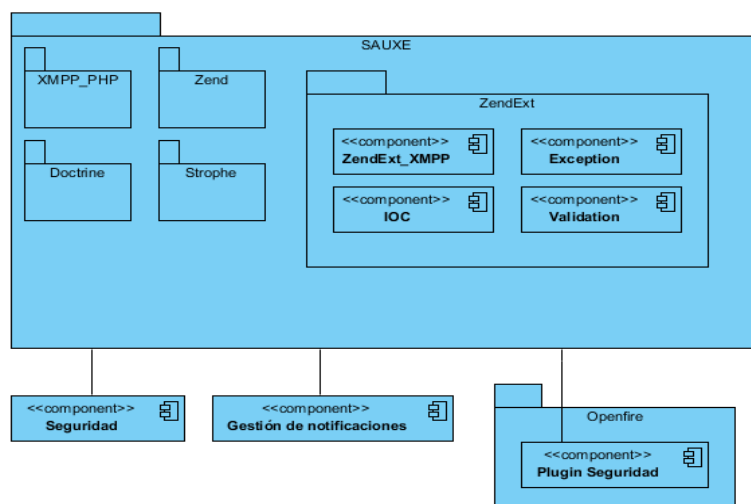 SAUXE
XMPP_PHP
Zend
Doctrine
Strophe
ZendExt
<<component>>
ZendExt_XMPP
<<component>>
Exception
<<component>>
IOC
<<component>>
Validation
<<component>>
Seguridad
<<component>>
Gestión de notificaciones
Openfire
<<component>>
Plugin Seguridad